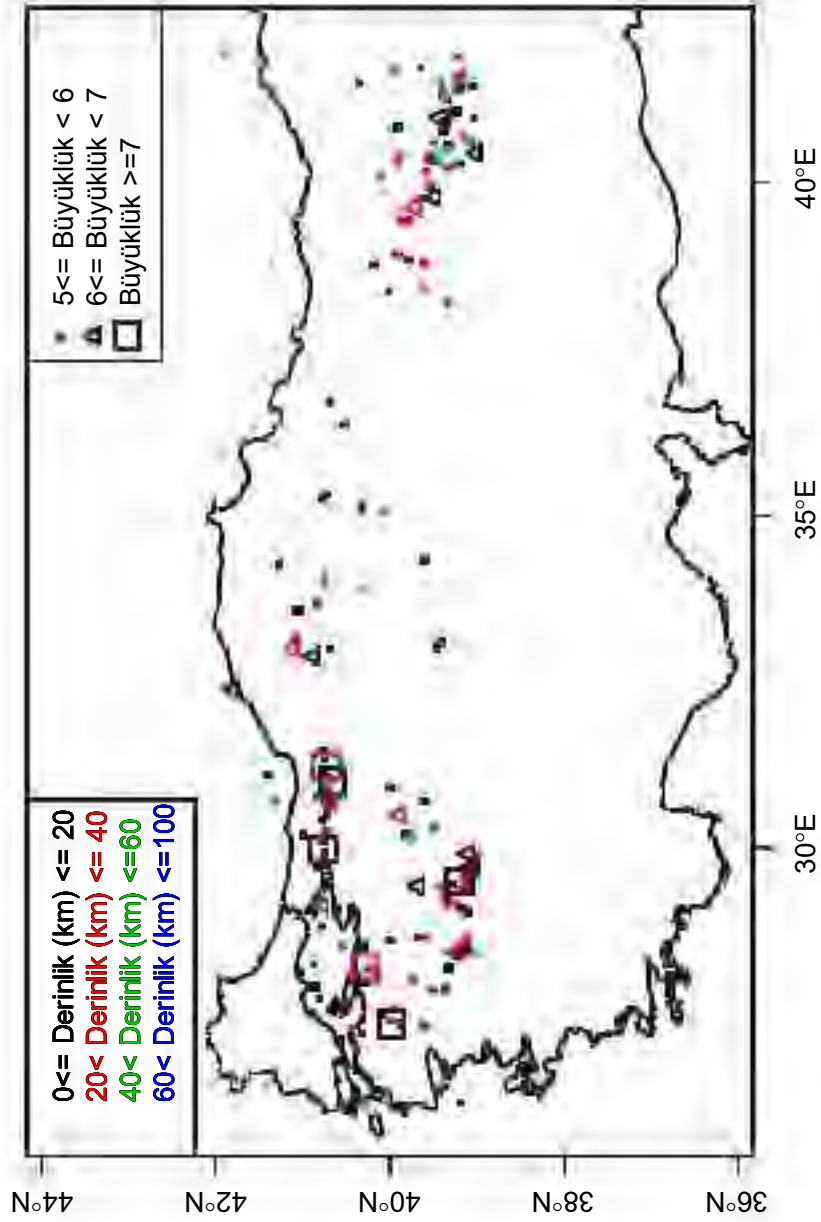 0<= Derinlik (km) <= 20
20< Derinlik (km) <= 40
40< Derinlik (km) <=60
60< Derinlik (km) <=100
5<= Büyüklük < 6
6<= Büyüklük < 7
Büyüklük >=7
44°N
42°N
40°N
38°N
36°N
30°E
35°E
40°E